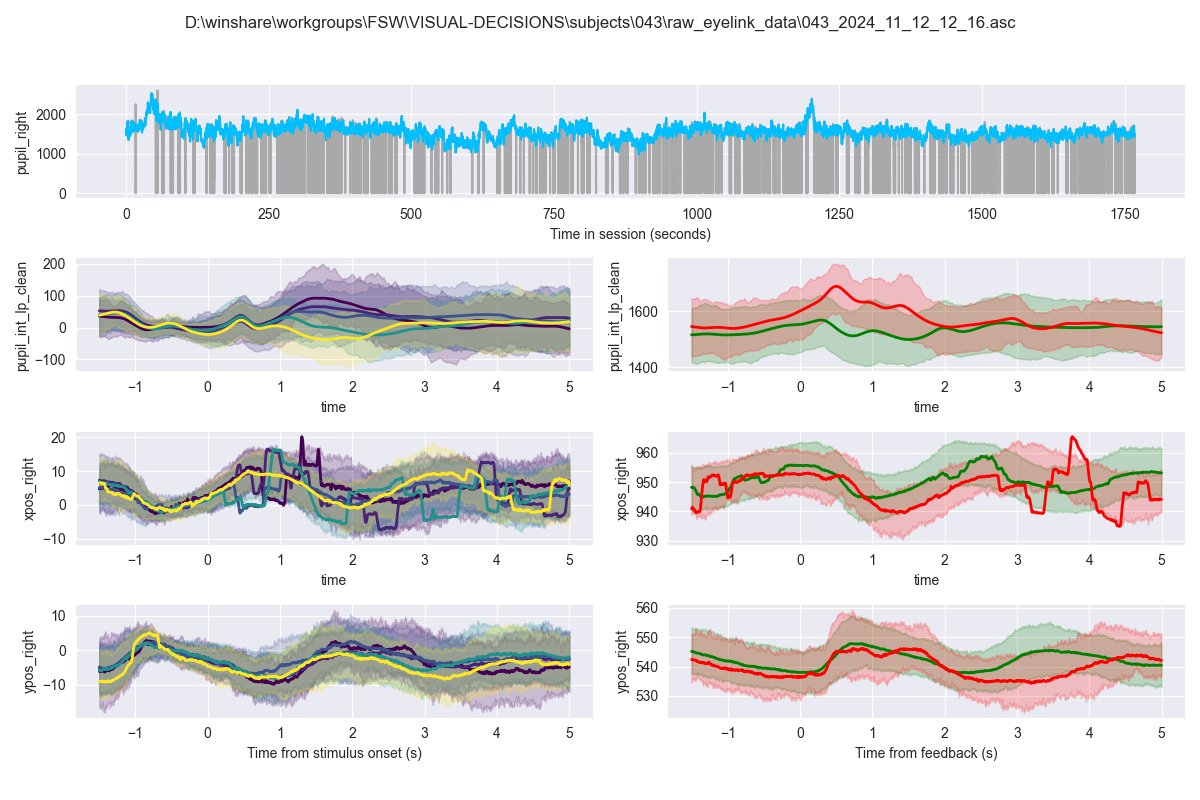 D:\winshare\workgroups\FSW\VISUAL-DECISIONS\subjects\043\raw_eyelink_data\043_2024_11_12_12_16.asc
pupil_right
2000
1000
0
0 250 500 750 1000 1250 1500 1750
Time in session (seconds)
pupil_int_lp_clean
200
100
0
−100
−1 0 1 2 3 4 5
time
pupil_int_lp_clean
1600
1400
−1 0 1 2 3 4 5
time
xpos_right
20
10
0
−10
−1 0 1 2 3 4 5
time
xpos_right
960
950
940
930
−1 0 1 2 3 4 5
time
ypos_right
10
0
−10
−1 0 1 2 3 4 5
Time from stimulus onset (s)
ypos_right
560
550
540
530
−1 0 1 2 3 4 5
Time from feedback (s)